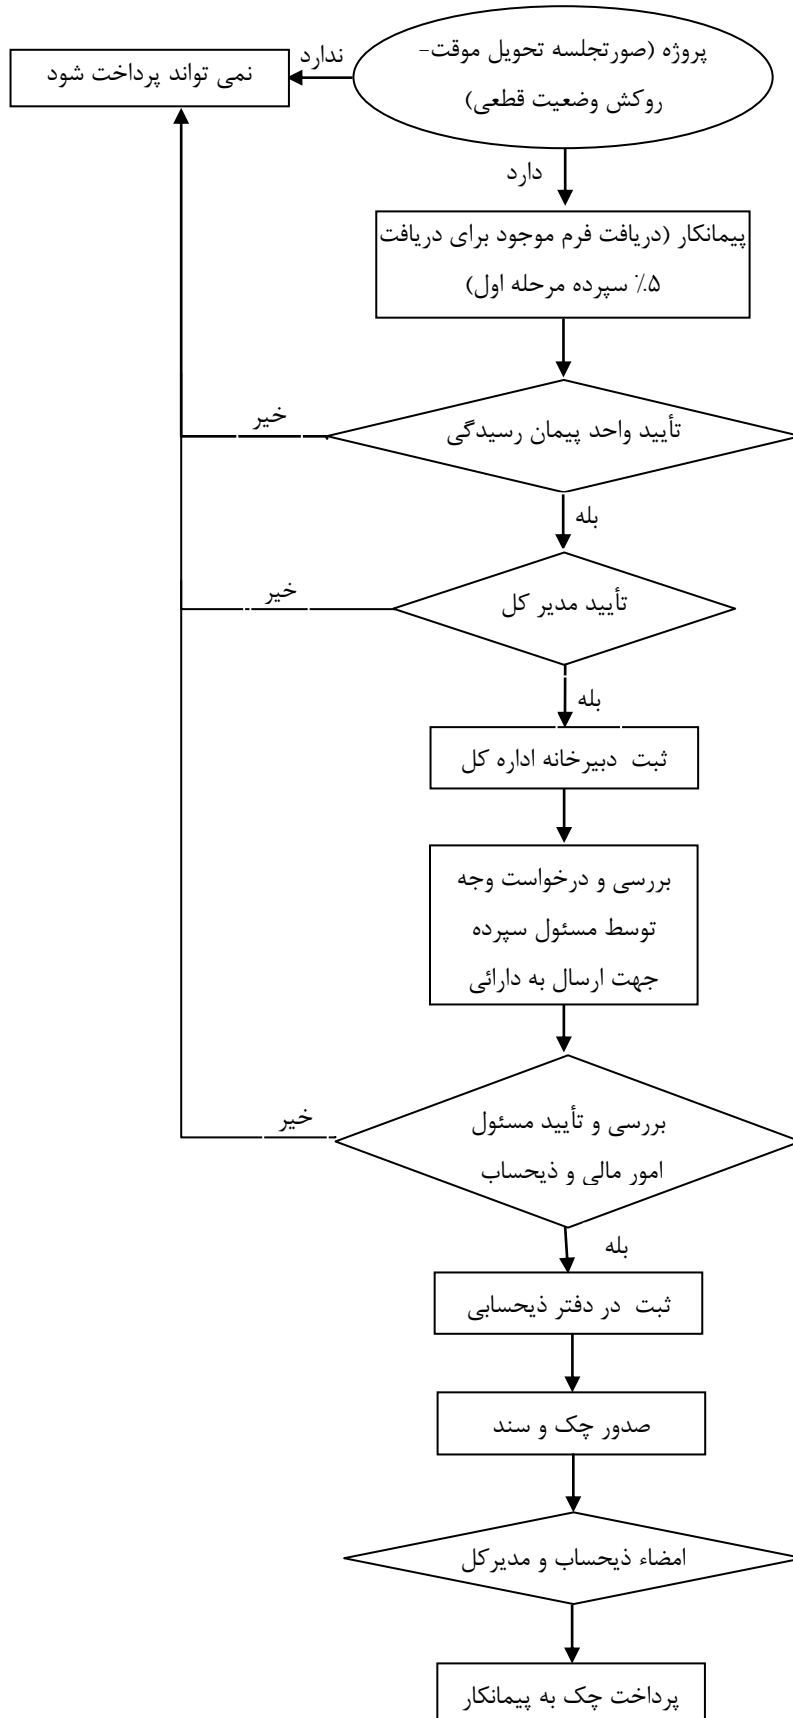 پروژه (صورتجلسه تحویل موقت-
روکش وضعیت قطعی)
ندارد
نمی تواند پرداخت شود
دارد
پیمانکار (دریافت فرم موجود برای دریافت
۵٪ سپرده مرحله اول)
تأیید واحد پیمان رسیدگی
خیر
بله
تأیید مدیر کل
خیر
بله
ثبت دبیرخانه اداره کل
بررسی و درخواست وجه
توسط مسئول سپرده
جهت ارسال به دارائی
بررسی و تأیید مسئول
امور مالی و ذیحساب
خیر
بله
ثبت در دفتر ذیحسابی
صدور چک و سند
امضاء ذیحساب و مدیرکل
پرداخت چک به پیمانکار